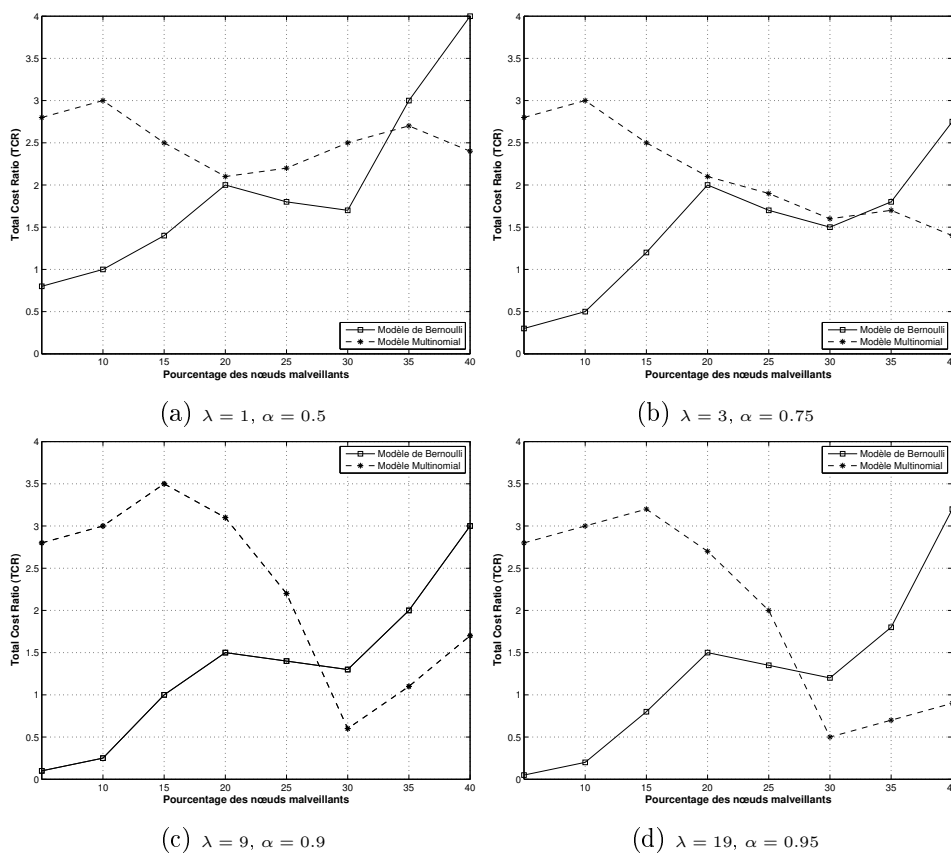 4
3.5
3
2.5
2
1.5
1
0.5
0
10 15 20 25 30 35 40
Total Cost Ratio (TCR)
Pourcentage des nœuds malveillants
Modèle de Bernoulli
Modèle Multinomial
(a) λ = 1, α = 0.5
4
3.5
3
2.5
2
1.5
1
0.5
0
10 15 20 25 30 35 40
Total Cost Ratio (TCR)
Pourcentage des nœuds malveillants
Modèle de Bernoulli
Modèle Multinomial
(b) λ = 3, α = 0.75
4
3.5
3
2.5
2
1.5
1
0.5
0
10 15 20 25 30 35 40
Total Cost Ratio (TCR)
Pourcentage des nœuds malveillants
Modèle de Bernoulli
Modèle Multinomial
(c) λ = 9, α = 0.9
4
3.5
3
2.5
2
1.5
1
0.5
0
10 15 20 25 30 35 40
Total Cost Ratio (TCR)
Pourcentage des nœuds malveillants
Modèle de Bernoulli
Modèle Multinomial
(d) λ = 19, α = 0.95